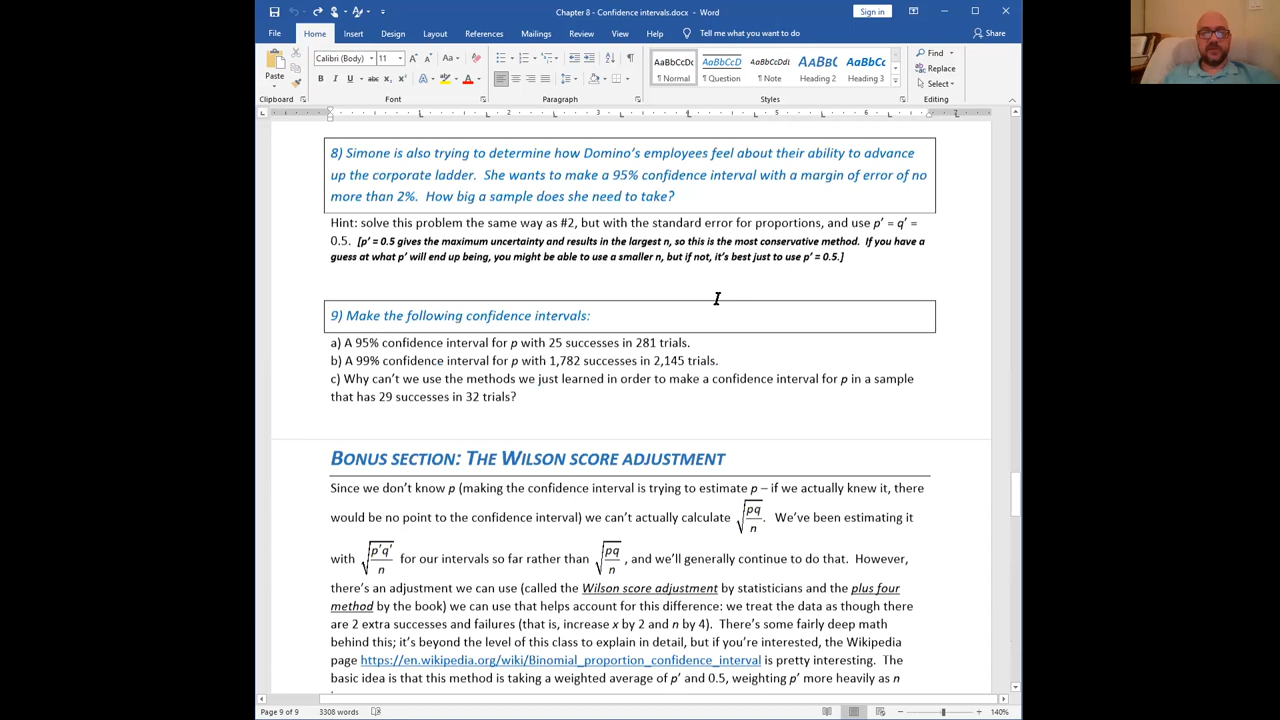 Chapter 8 - Confidence intervals.docx - Word
Sign in
File Home Insert Design Layout References Mailings Review View Help Tell me what you want to do Share
Paste
Calibri (Body) 11
AaBbCcDc AaBbCcD AaBbCcDdI AABBC AaBbCc
¶ Normal ¶ Question ¶ Note Heading 2 Heading 3
Find
Replace
Select
Clipboard Font Paragraph Styles Editing
8) Simone is also trying to determine how Domino's employees feel about their ability to advance
up the corporate ladder. She wants to make a 95% confidence interval with a margin of error of no
more than 2%. How big a sample does she need to take?
Hint: solve this problem the same way as #2, but with the standard error for proportions, and use p' = q' =
0.5. [p' = 0.5 gives the maximum uncertainty and results in the largest n, so this is the most conservative method. If you have a
guess at what p' will end up being, you might be able to use a smaller n, but if not, it's best just to use p' = 0.5.]
9) Make the following confidence intervals:
a) A 95% confidence interval for p with 25 successes in 281 trials.
b) A 99% confidence interval for p with 1,782 successes in 2,145 trials.
c) Why can't we use the methods we just learned in order to make a confidence interval for p in a sample
that has 29 successes in 32 trials?
BONUS SECTION: THE WILSON SCORE ADJUSTMENT
Since we don't know p (making the confidence interval is trying to estimate p – if we actually knew it, there
would be no point to the confidence interval) we can't actually calculate √(pq/n). We've been estimating it
with √(p'q'/n) for our intervals so far rather than √(pq/n), and we'll generally continue to do that. However,
there's an adjustment we can use (called the Wilson score adjustment by statisticians and the plus four
method by the book) we can use that helps account for this difference: we treat the data as though there
are 2 extra successes and failures (that is, increase x by 2 and n by 4). There's some fairly deep math
behind this; it's beyond the level of this class to explain in detail, but if you're interested, the Wikipedia
page https://en.wikipedia.org/wiki/Binomial_proportion_confidence_interval is pretty interesting. The
basic idea is that this method is taking a weighted average of p' and 0.5, weighting p' more heavily as n
Page 9 of 9 3308 words 140%